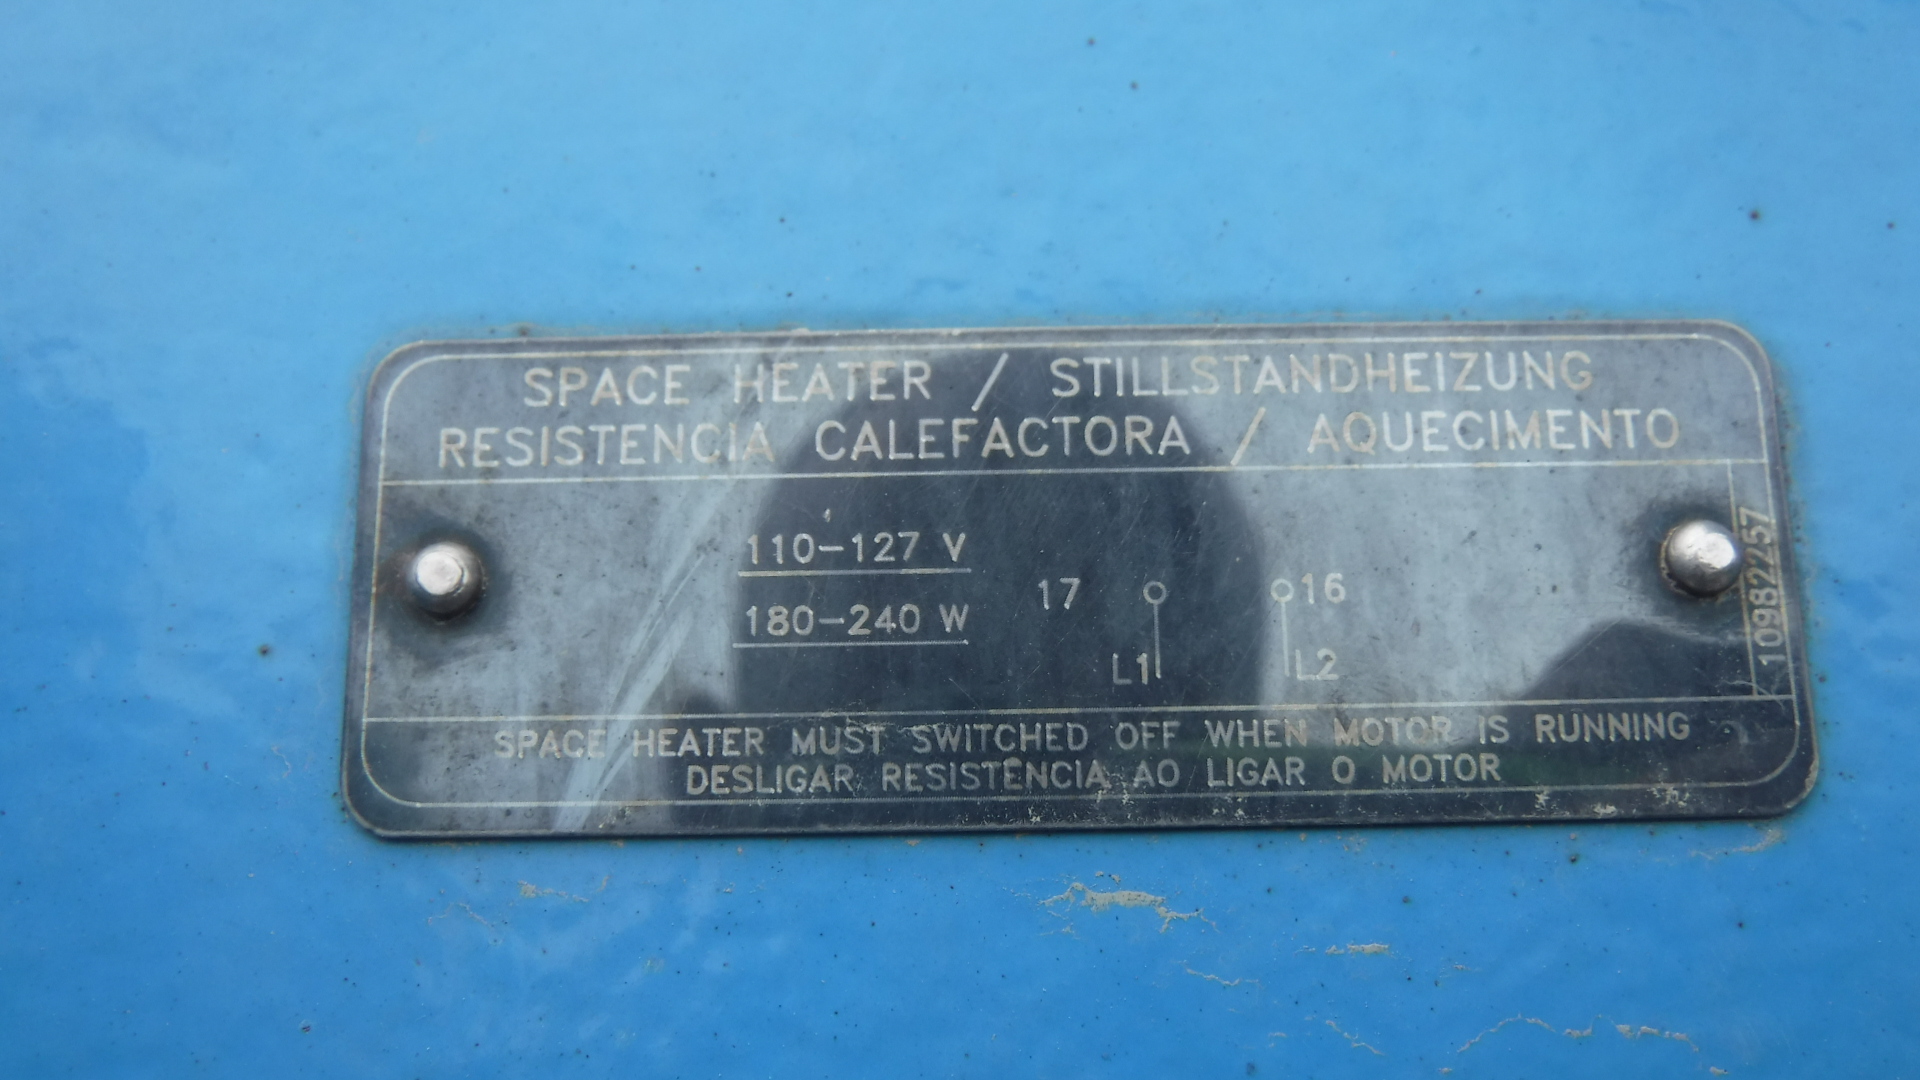 SPACE HEATER / STILLSTANDHEIZUNG
RESISTENCIA CALEFACTORA / AQUECIMENTO
110-127 V
180-240 W
17
16
L1
L2
10982257
SPACE HEATER MUST SWITCHED OFF WHEN MOTOR IS RUNNING
DESLIGAR RESISTÊNCIA AO LIGAR O MOTOR